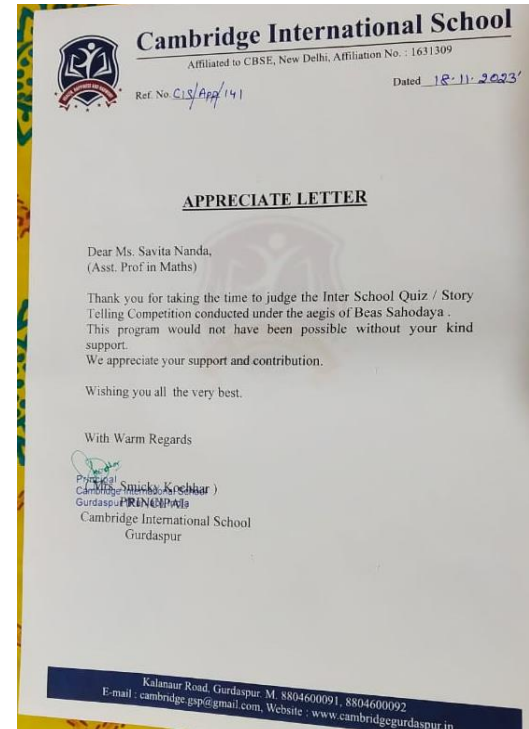 Cambridge International School
Affiliated to CBSE, New Delhi, Affiliation No. : 1631309
Ref. No. CIS/App/141
Dated 18-11-2023
APPRECIATE LETTER
Dear Ms. Savita Nanda,
(Asst. Prof in Maths)
Thank you for taking the time to judge the Inter School Quiz / Story
Telling Competition conducted under the aegis of Beas Sahodaya .
This program would not have been possible without your kind
support.
We appreciate your support and contribution.
Wishing you all the very best.
With Warm Regards
Principal
( Mrs. Smicky Kochhar )
Cambridge International School
PRINCIPAL
Gurdaspur
Cambridge International School
Gurdaspur
Kalanaur Road, Gurdaspur. M. 8804600091, 8804600092
E-mail : cambridge.gsp@gmail.com, Website : www.cambridgegurdaspur.in